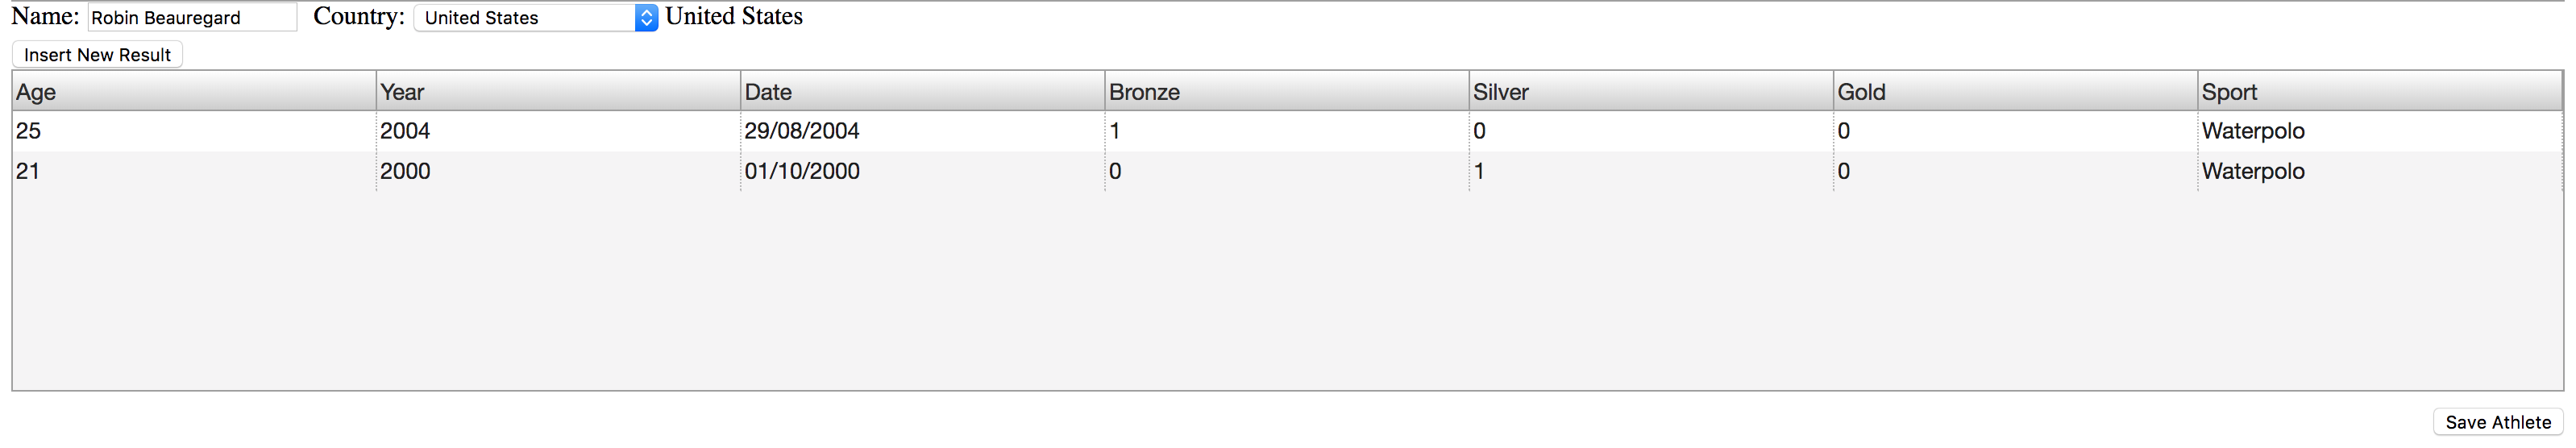 Name: Robin Beauregard Country: United States United States
Insert New Result
Age Year Date Bronze Silver Gold Sport
25 2004 29/08/2004 1 0 0 Waterpolo
21 2000 01/10/2000 0 1 0 Waterpolo
Save Athlete